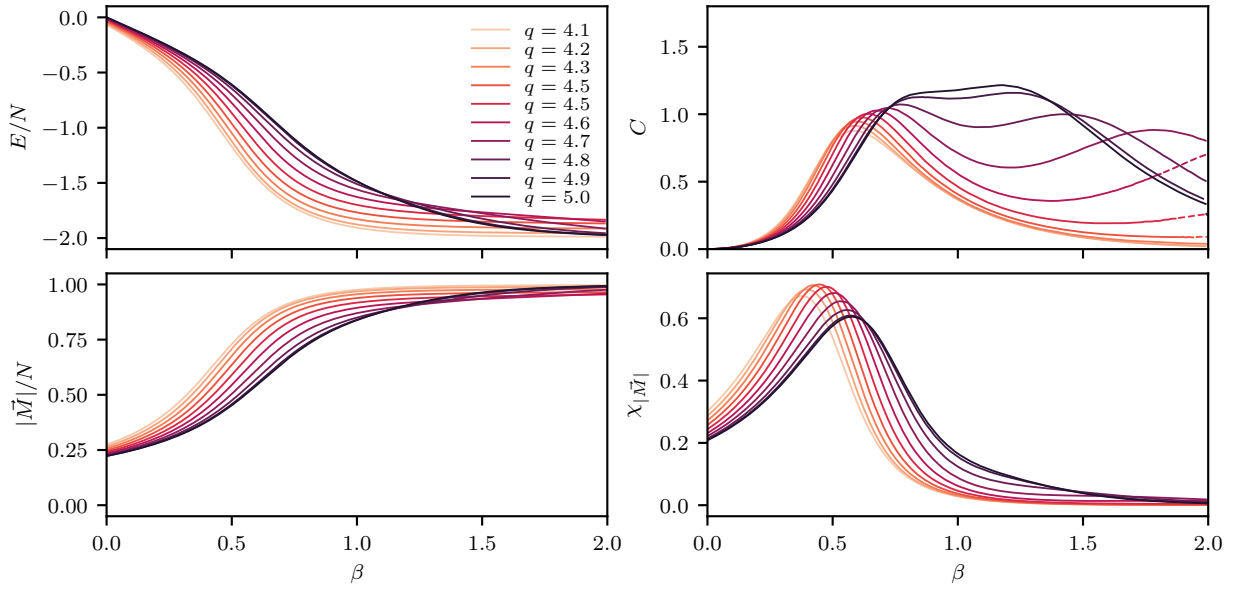 0.0
−0.5
−1.0
−1.5
−2.0
E/N
q = 4.1
q = 4.2
q = 4.3
q = 4.5
q = 4.5
q = 4.6
q = 4.7
q = 4.8
q = 4.9
q = 5.0
1.5
1.0
0.5
0.0
C
1.00
0.75
0.50
0.25
0.00
|M⃗|/N
0.0 0.5 1.0 1.5 2.0
β
0.6
0.4
0.2
0.0
χ|M⃗|
0.0 0.5 1.0 1.5 2.0
β